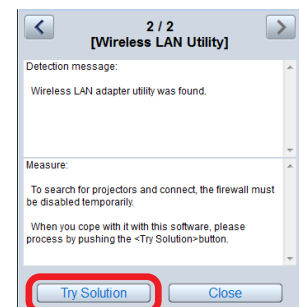 2 / 2
[Wireless LAN Utility]
Detection message:
Wireless LAN adapter utility was found.
Measure:
To search for projectors and connect, the firewall must
be disabled temporarily.
When you cope with it with this software, please
process by pushing the <Try Solution>button.
Try Solution
Close